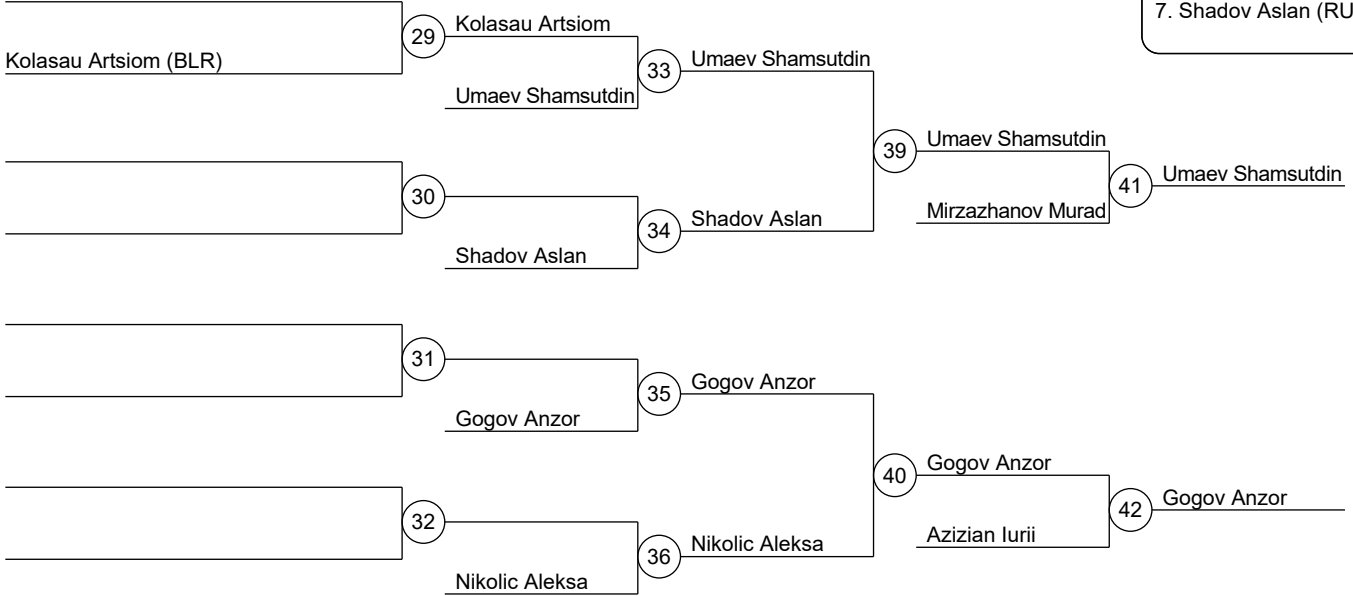 7. Shadov Aslan (RU
29
Kolasau Artsiom
Kolasau Artsiom (BLR)
33
Umaev Shamsutdin
Umaev Shamsutdin
39
Umaev Shamsutdin
41
Umaev Shamsutdin
Mirzazhanov Murad
30
34
Shadov Aslan
Shadov Aslan
31
35
Gogov Anzor
Gogov Anzor
40
Gogov Anzor
42
Gogov Anzor
Azizian Iurii
32
36
Nikolic Aleksa
Nikolic Aleksa